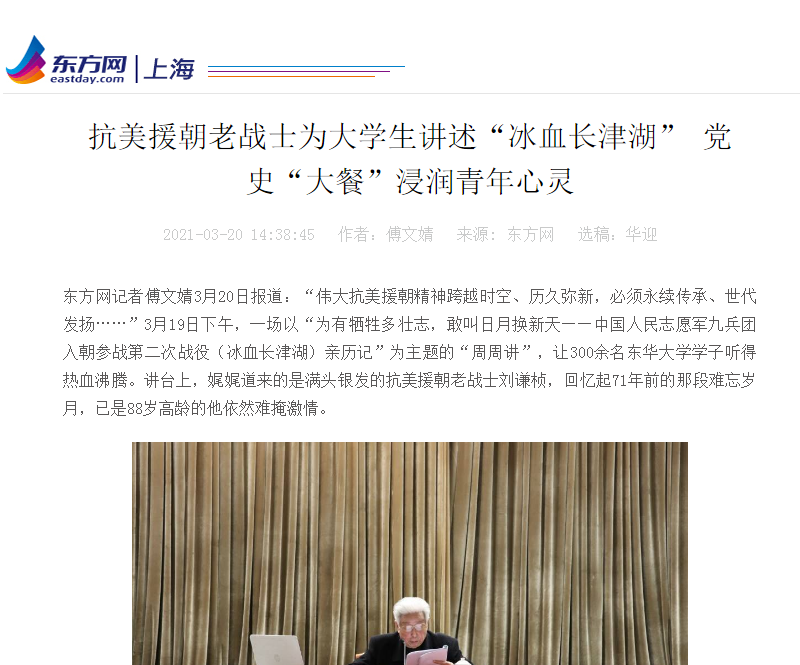 东方网 上海
eastday.com
抗美援朝老战士为大学生讲述“冰血长津湖” 党
史“大餐”浸润青年心灵
2021-03-20 14:38:45 作者：傅文婧 来源：东方网 选稿：华迎
东方网记者傅文婧3月20日报道：“伟大抗美援朝精神跨越时空、历久弥新，必须永续传承、世代
发扬……”3月19日下午，一场以“为有牺牲多壮志，敢叫日月换新天——中国人民志愿军九兵团
入朝参战第二次战役（冰血长津湖）亲历记”为主题的“周周讲”，让300余名东华大学学子听得
热血沸腾。讲台上，娓娓道来的是满头银发的抗美援朝老战士刘谦桢，回忆起71年前的那段难忘岁
月，已是88岁高龄的他依然难掩激情。